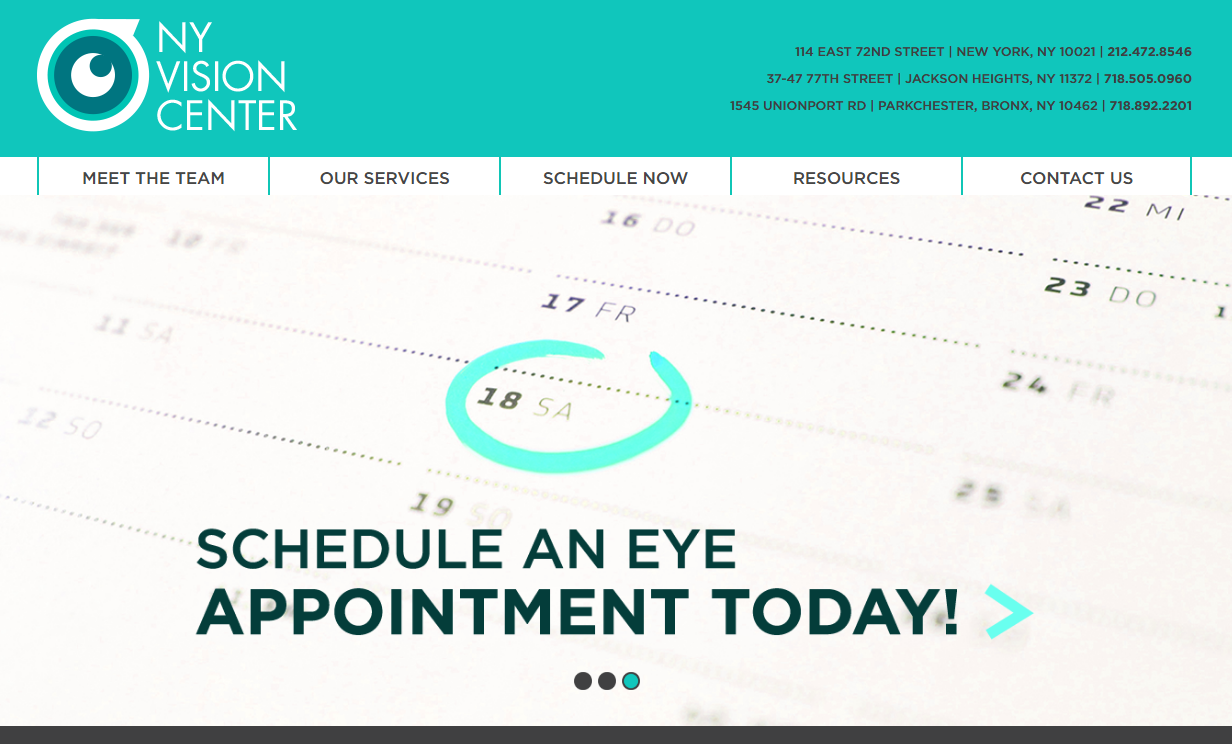 NY
VISION
CENTER
114 EAST 72ND STREET | NEW YORK, NY 10021 | 212.472.8546
37-47 77TH STREET | JACKSON HEIGHTS, NY 11372 | 718.505.0960
1545 UNIONPORT RD | PARKCHESTER, BRONX, NY 10462 | 718.892.2201
MEET THE TEAM
OUR SERVICES
SCHEDULE NOW
RESOURCES
CONTACT US
22 MI
16 DO
10 FR
23 DO
17 FR
11 SA
24 FR
18 SA
12 SO
25 SA
19 SO
SCHEDULE AN EYE
APPOINTMENT TODAY!